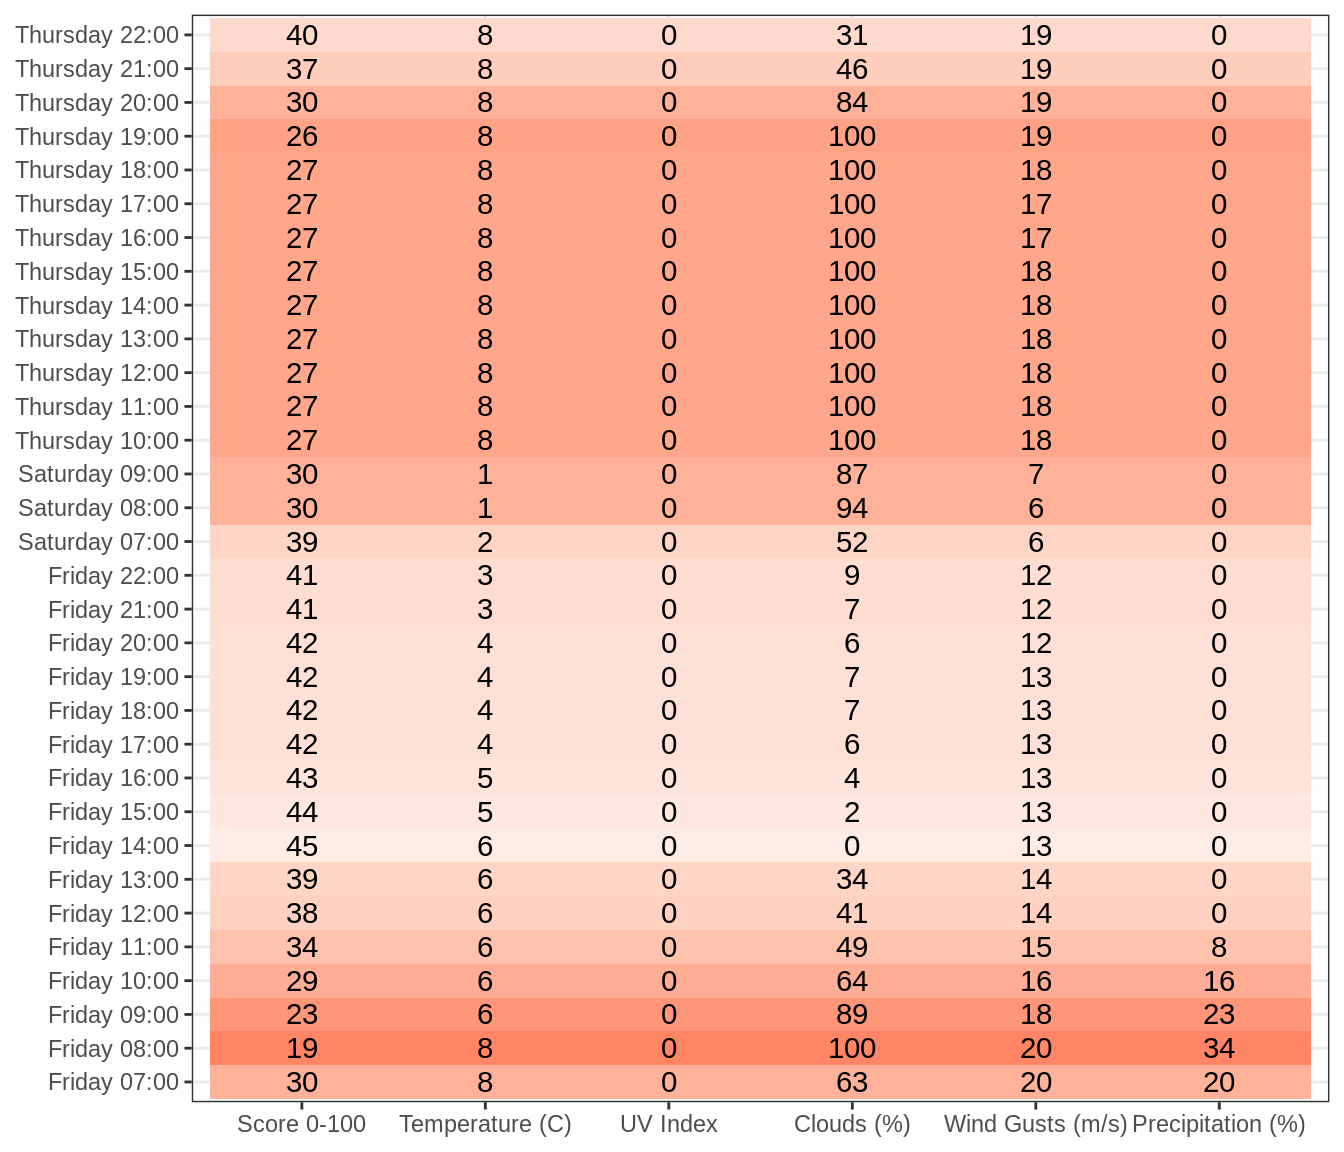 Thursday 22:00 40 8 0 31 19 0
Thursday 21:00 37 8 0 46 19 0
Thursday 20:00 30 8 0 84 19 0
Thursday 19:00 26 8 0 100 19 0
Thursday 18:00 27 8 0 100 18 0
Thursday 17:00 27 8 0 100 17 0
Thursday 16:00 27 8 0 100 17 0
Thursday 15:00 27 8 0 100 18 0
Thursday 14:00 27 8 0 100 18 0
Thursday 13:00 27 8 0 100 18 0
Thursday 12:00 27 8 0 100 18 0
Thursday 11:00 27 8 0 100 18 0
Thursday 10:00 27 8 0 100 18 0
Saturday 09:00 30 1 0 87 7 0
Saturday 08:00 30 1 0 94 6 0
Saturday 07:00 39 2 0 52 6 0
Friday 22:00 41 3 0 9 12 0
Friday 21:00 41 3 0 7 12 0
Friday 20:00 42 4 0 6 12 0
Friday 19:00 42 4 0 7 13 0
Friday 18:00 42 4 0 7 13 0
Friday 17:00 42 4 0 6 13 0
Friday 16:00 43 5 0 4 13 0
Friday 15:00 44 5 0 2 13 0
Friday 14:00 45 6 0 0 13 0
Friday 13:00 39 6 0 34 14 0
Friday 12:00 38 6 0 41 14 0
Friday 11:00 34 6 0 49 15 8
Friday 10:00 29 6 0 64 16 16
Friday 09:00 23 6 0 89 18 23
Friday 08:00 19 8 0 100 20 34
Friday 07:00 30 8 0 63 20 20
Score 0-100 Temperature (C) UV Index Clouds (%) Wind Gusts (m/s) Precipitation (%)